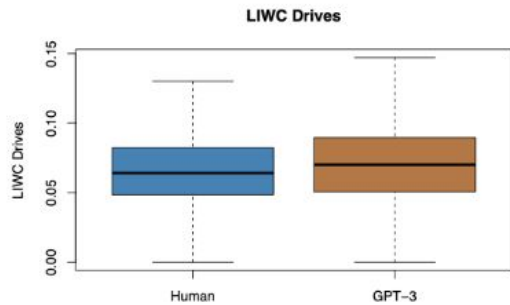 LIWC Drives
LIWC Drives
0.15
0.10
0.05
0.00
Human GPT-3